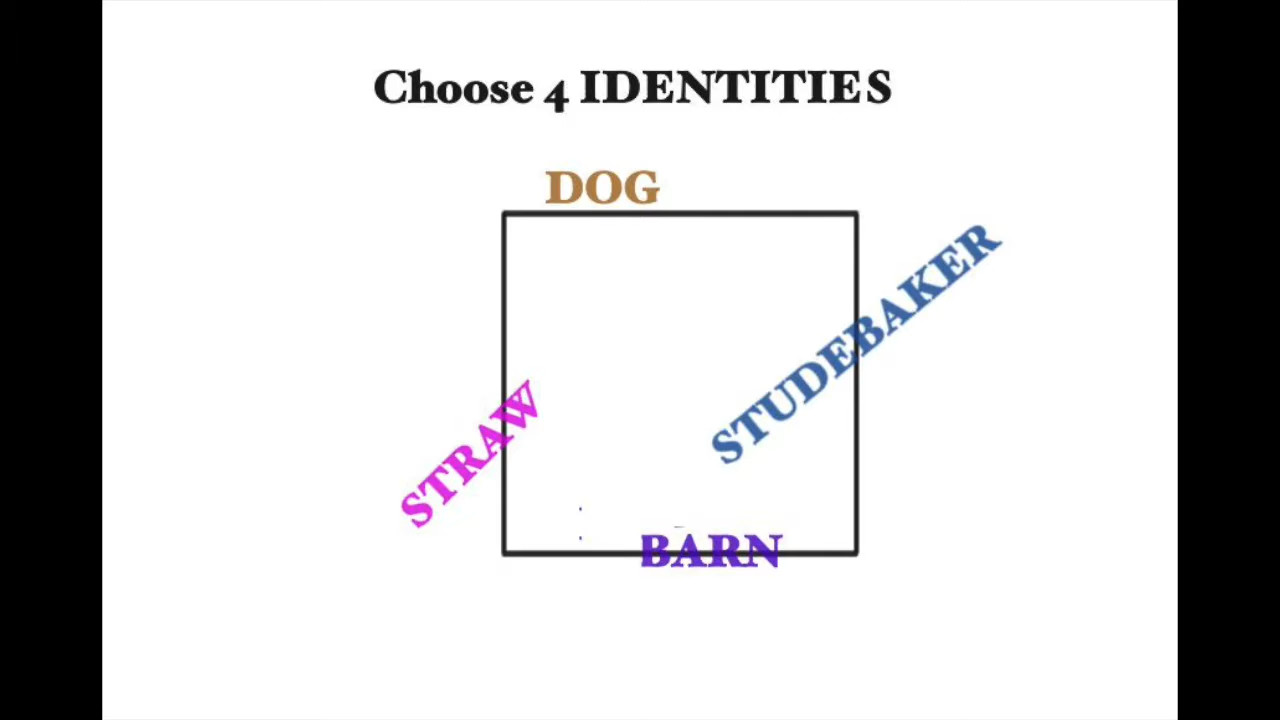 Choose 4 IDENTITIES
DOG
STUDEBAKER
STRAW
BARN